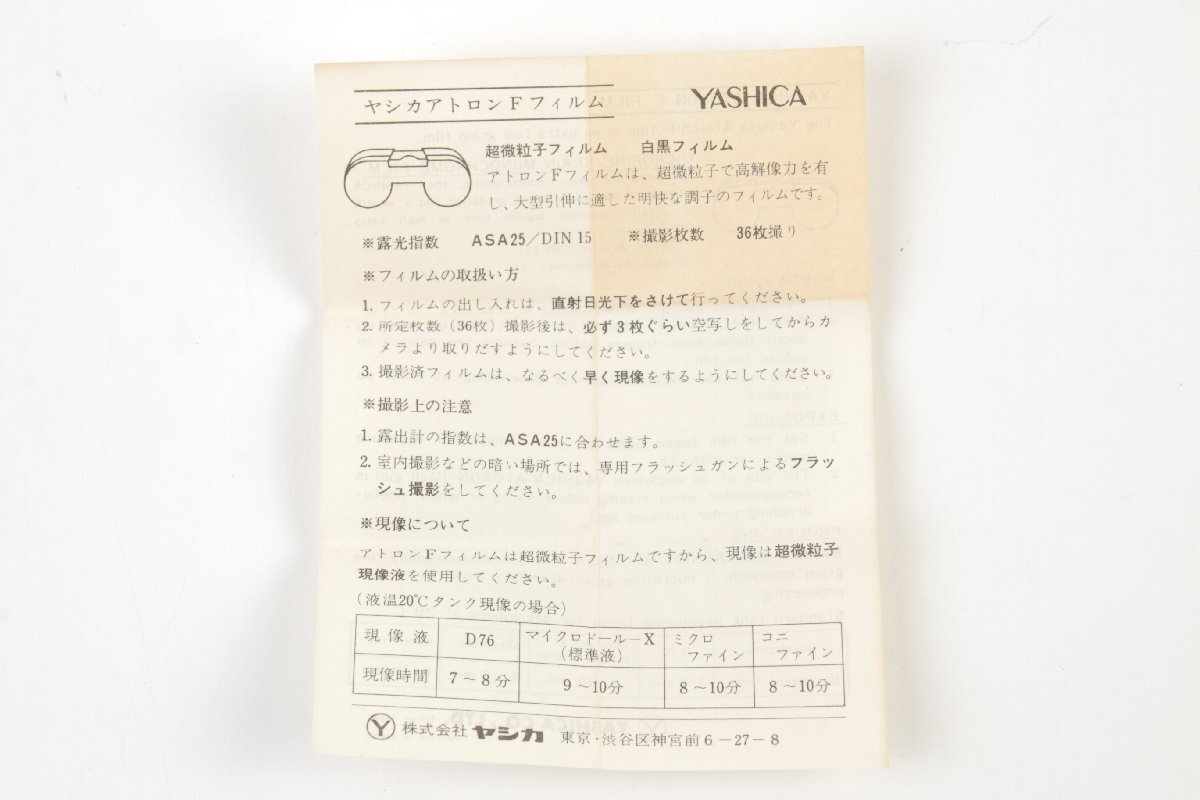 ヤシカアトロンFフィルム
YASHICA
超微粒子フィルム 白黒フィルム
アトロンFフィルムは、超微粒子で高解像力を有
し、大型引伸に適した明快な調子のフィルムです。
※露光指数 ASA25/DIN15 ※撮影枚数 36枚撮り
※フィルムの取扱い方
1. フィルムの出し入れは、直射日光下をさけて行ってください。
2. 所定枚数(36枚)撮影後は、必ず3枚ぐらい空写しをしてからカ
メラより取りだすようにしてください。
3. 撮影済フィルムは、なるべく早く現像をするようにしてください。
※撮影上の注意
1. 露出計の指数は、ASA25に合わせます。
2. 室内撮影などの暗い場所では、専用フラッシュガンによるフラッ
シュ撮影をしてください。
※現像について
アトロンFフィルムは超微粒子フィルムですから、現像は超微粒子
現像液を使用してください。
(液温20℃タンク現像の場合)
現像液 D76 マイクロドールーX(標準液) ミクロファイン コニファイン
現像時間 7〜8分 9〜10分 8〜10分 8〜10分
Y 株式会社 ヤシカ 東京・渋谷区神宮前6-27-8